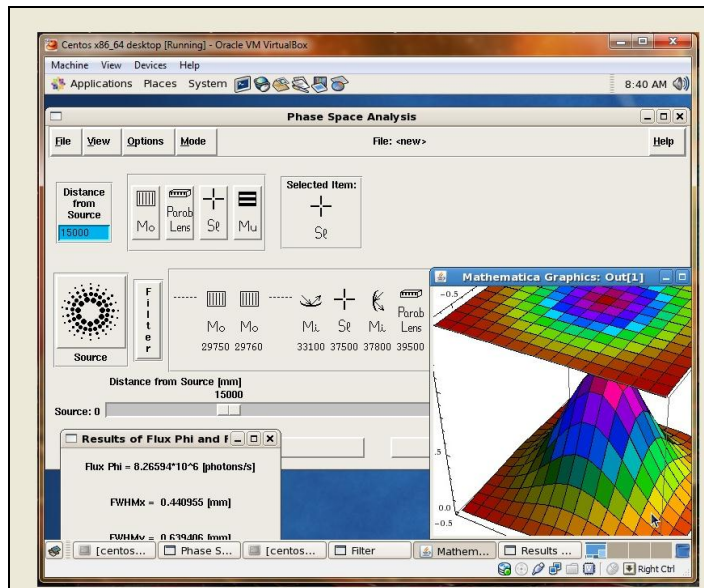 Centos x86_64 desktop [Running] - Oracle VM VirtualBox
Machine View Devices Help
Applications Places System 8:40 AM
Phase Space Analysis
File View Options Mode File: <new> Help
Distance from Source
15000
Mo
Parab Lens
Sl
Mu
Selected Item:
Sl
Source
Filter
Mo Mo Mi Sl Mi Parab Lens
29750 29760 33100 37500 37800 39500
Distance from Source [mm]
15000
Source: 0
Mathematica Graphics: Out[1]
-0.5
.5
0.0
-0.5
Results of Flux Phi and F
Flux Phi = 8.26594*10^6 [photons/s]
FWHMx = 0.440955 [mm]
FWHMy = 0.639406 [mm]
[centos... Phase S... [centos... Filter Mathem... Results ...
Right Ctrl